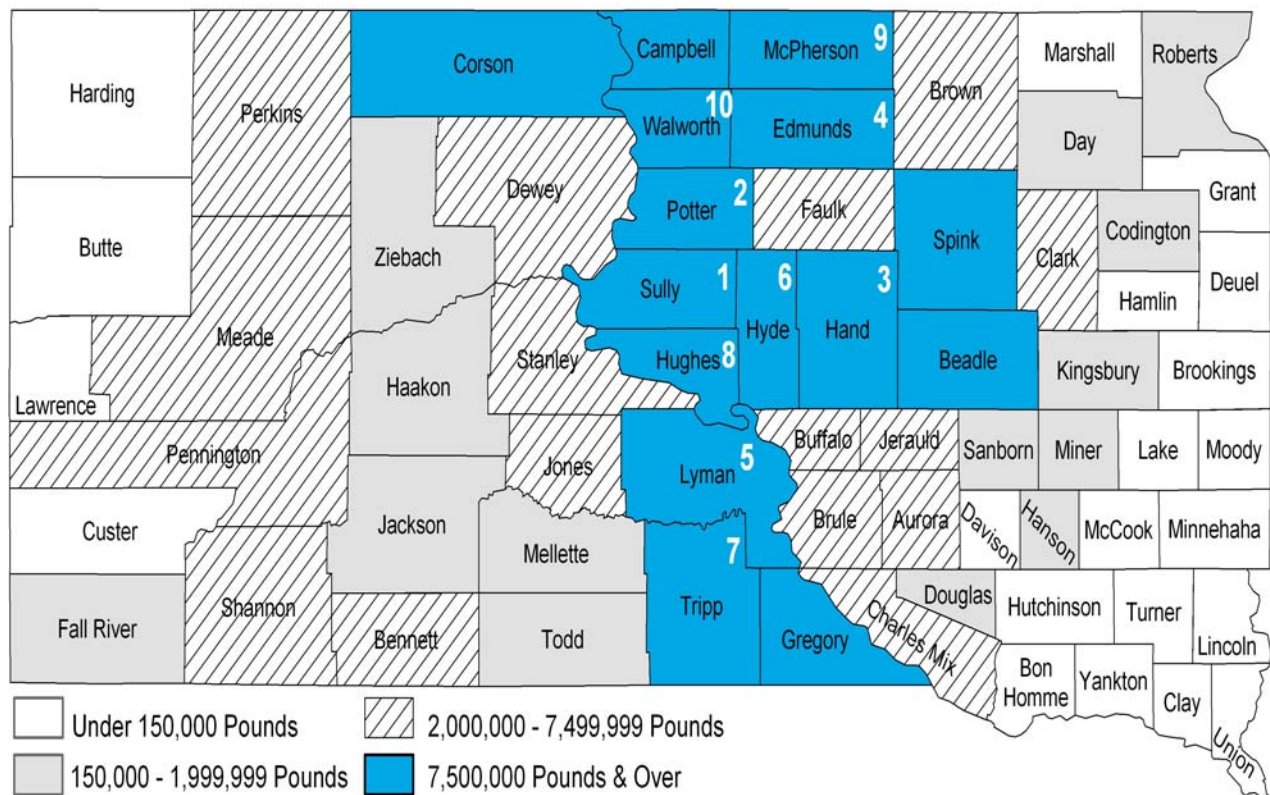 Harding
Perkins
Corson
Campbell
McPherson
9
Brown
Marshall
Roberts
10
Walworth
Edmunds
4
Day
Dewey
Potter
2
Faulk
Spink
Grant
Butte
Ziebach
Clark
Codington
Sully
1
6
3
Deuel
Hamlin
Meade
Stanley
Hughes
8
Hyde
Hand
Beadle
Kingsbury
Brookings
Haakon
Lawrence
Pennington
Jones
Lyman
5
Buffalo
Jerauld
Sanborn
Miner
Lake
Moody
Custer
Jackson
Mellette
7
Brule
Aurora
Davison
Hanson
McCook
Minnehaha
Fall River
Shannon
Bennett
Todd
Tripp
Gregory
Charles Mix
Douglas
Hutchinson
Turner
Lincoln
Bon
Homme
Yankton
Clay
Union
Under 150,000 Pounds
2,000,000 - 7,499,999 Pounds
150,000 - 1,999,999 Pounds
7,500,000 Pounds & Over